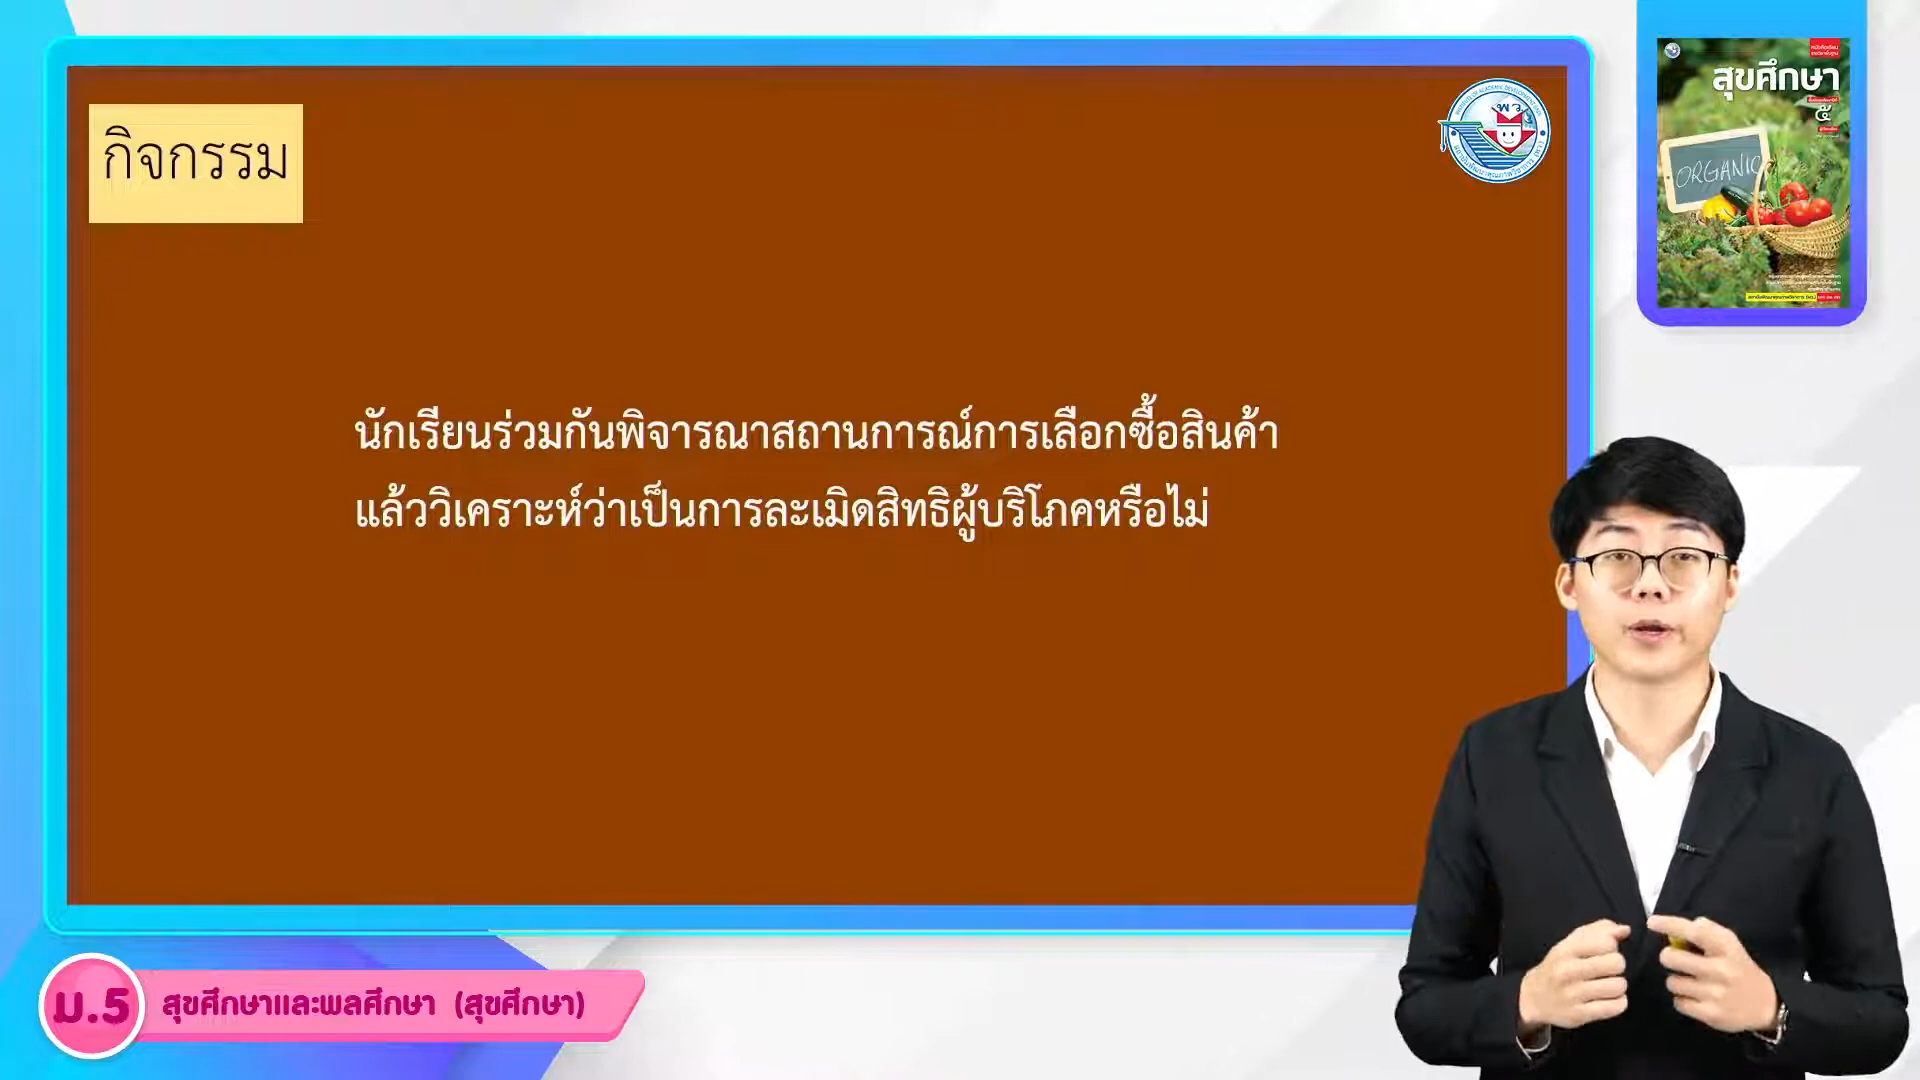 กิจกรรม
นักเรียนร่วมกันพิจารณาสถานการณ์การเลือกซื้อสินค้า
แล้ววิเคราะห์ว่าเป็นการละเมิดสิทธิผู้บริโภคหรือไม่
พว
สุขศึกษา
๕
ORGANIC
ม.5 สุขศึกษาและพลศึกษา (สุขศึกษา)